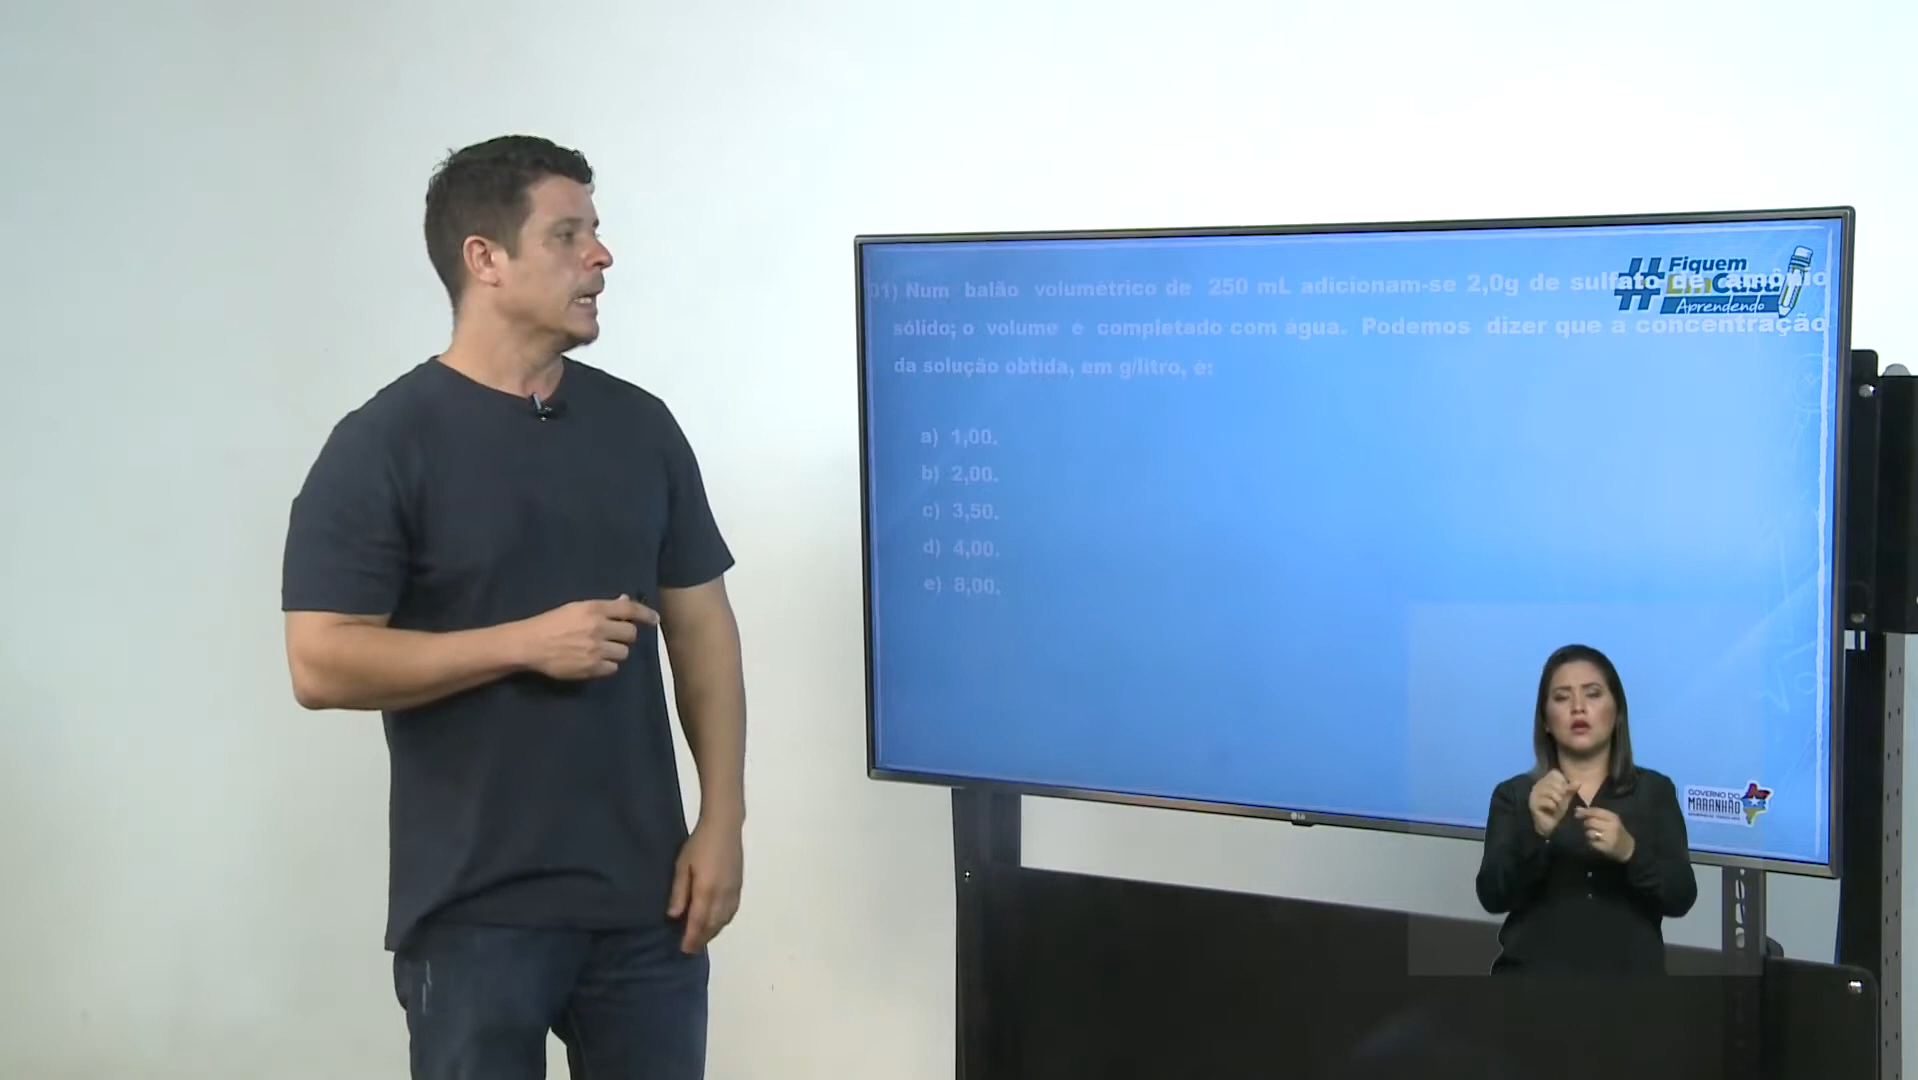 01) Num balão volumétrico de 250 mL adicionam-se 2,0g de sulfato de amônio
sólido; o volume é completado com água. Podemos dizer que a concentração
da solução obtida, em g/litro, é:
a) 1,00.
b) 2,00.
c) 3,50.
d) 4,00.
e) 8,00.
#Fiquem
EmCasa
Aprendendo
GOVERNO DO
MARANHÃO
LG